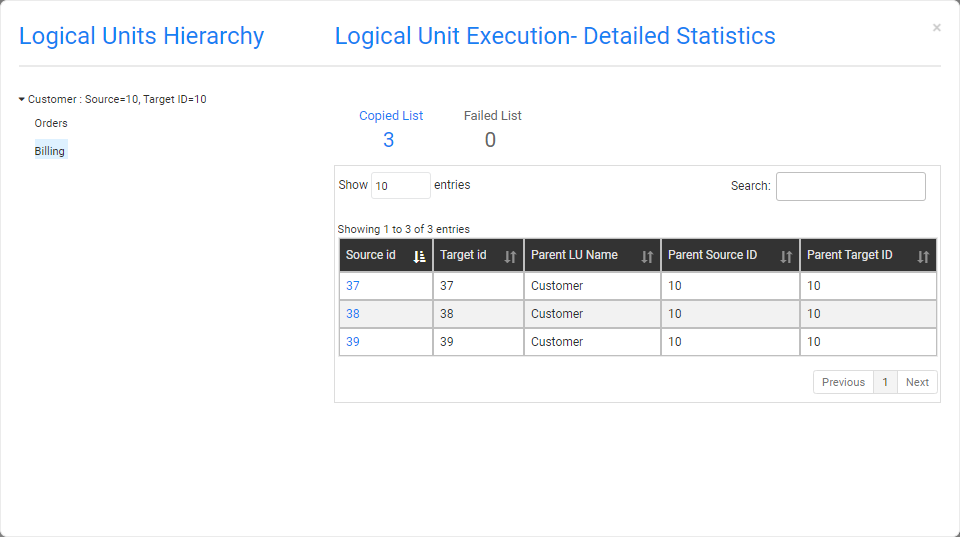 Logical Units Hierarchy
Logical Unit Execution- Detailed Statistics
×
Customer : Source=10, Target ID=10
Orders
Billing
Copied List
3
Failed List
0
Show 10 entries
Search:
Showing 1 to 3 of 3 entries
Source id Target id Parent LU Name Parent Source ID Parent Target ID
37 37 Customer 10 10
38 38 Customer 10 10
39 39 Customer 10 10
Previous 1 Next